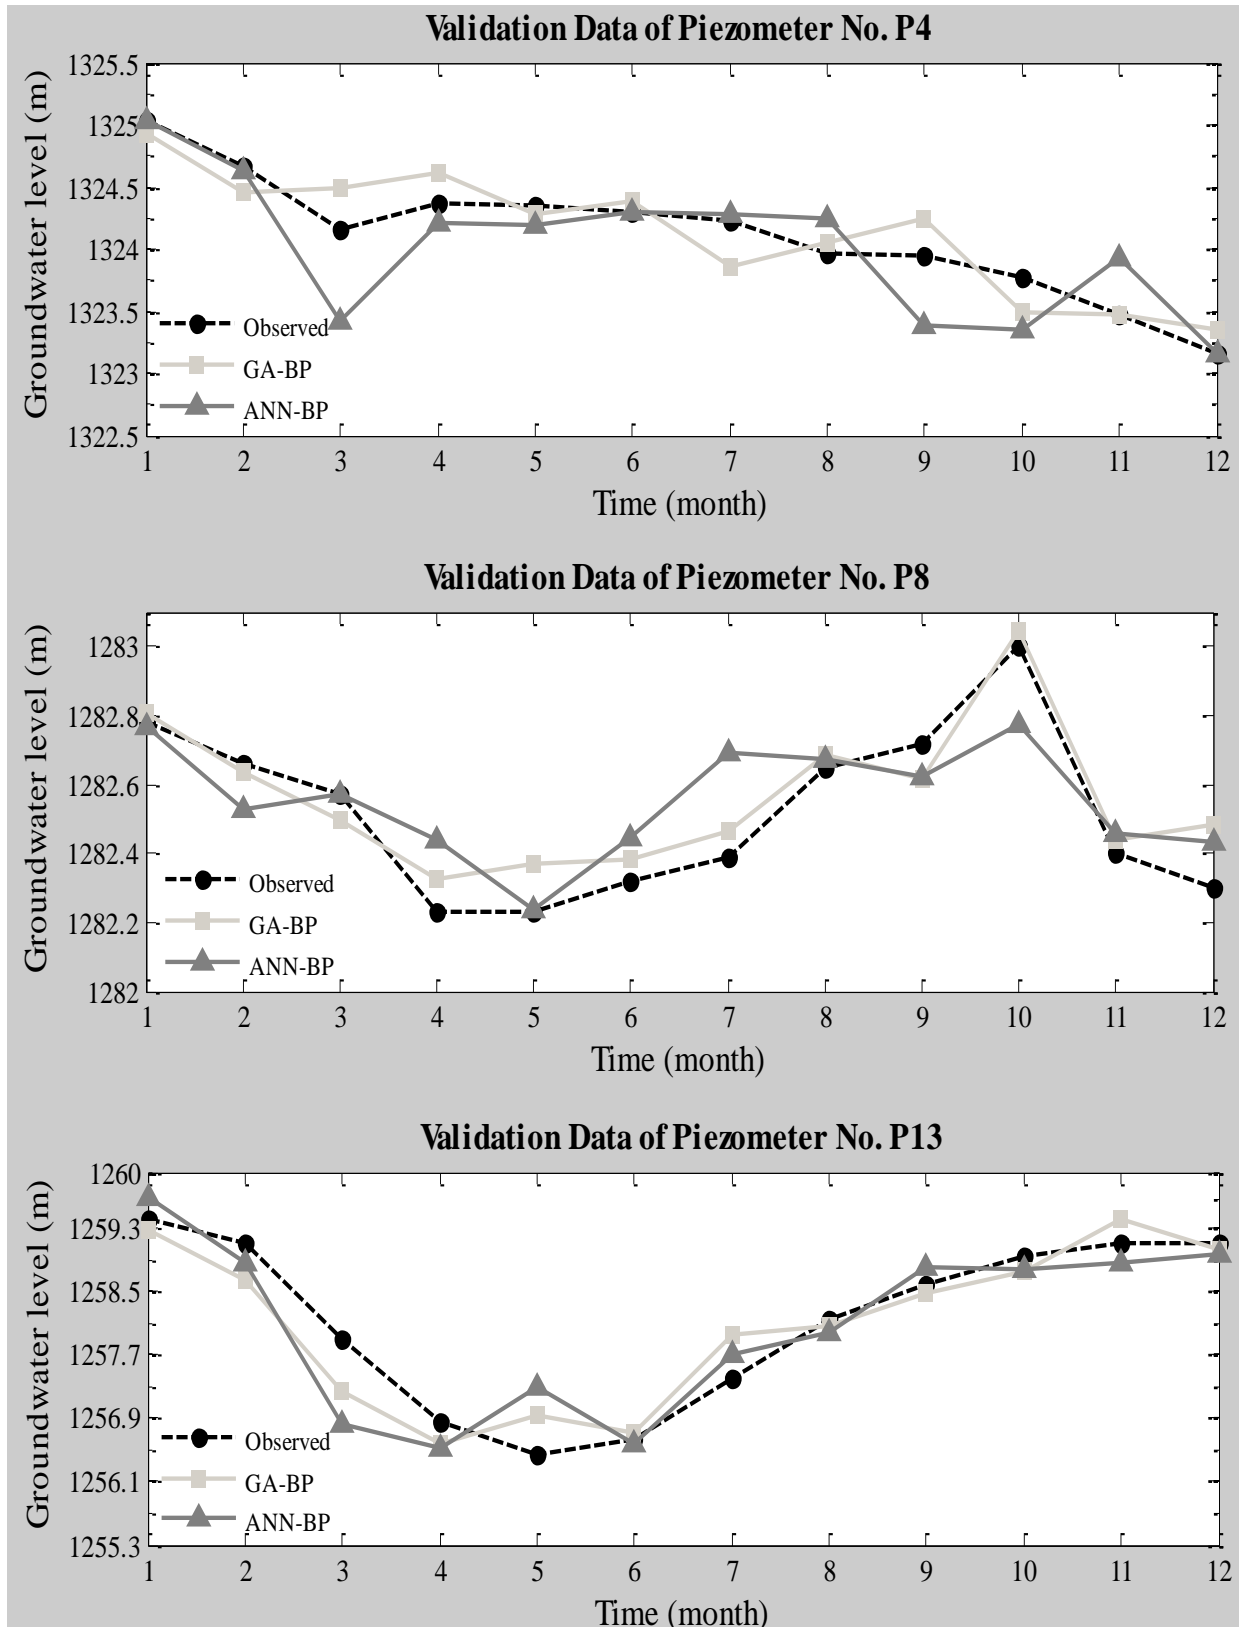 Validation Data of Piezometer No. P4
Groundwater level (m)
1325.5
1325
1324.5
1324
1323.5
1323
1322.5
Observed
GA-BP
ANN-BP
1 2 3 4 5 6 7 8 9 10 11 12
Time (month)
Validation Data of Piezometer No. P8
Groundwater level (m)
1283
1282.8
1282.6
1282.4
1282.2
1282
Observed
GA-BP
ANN-BP
1 2 3 4 5 6 7 8 9 10 11 12
Time (month)
Validation Data of Piezometer No. P13
Groundwater level (m)
1260
1259.3
1258.5
1257.7
1256.9
1256.1
1255.3
Observed
GA-BP
ANN-BP
1 2 3 4 5 6 7 8 9 10 11 12
Time (month)